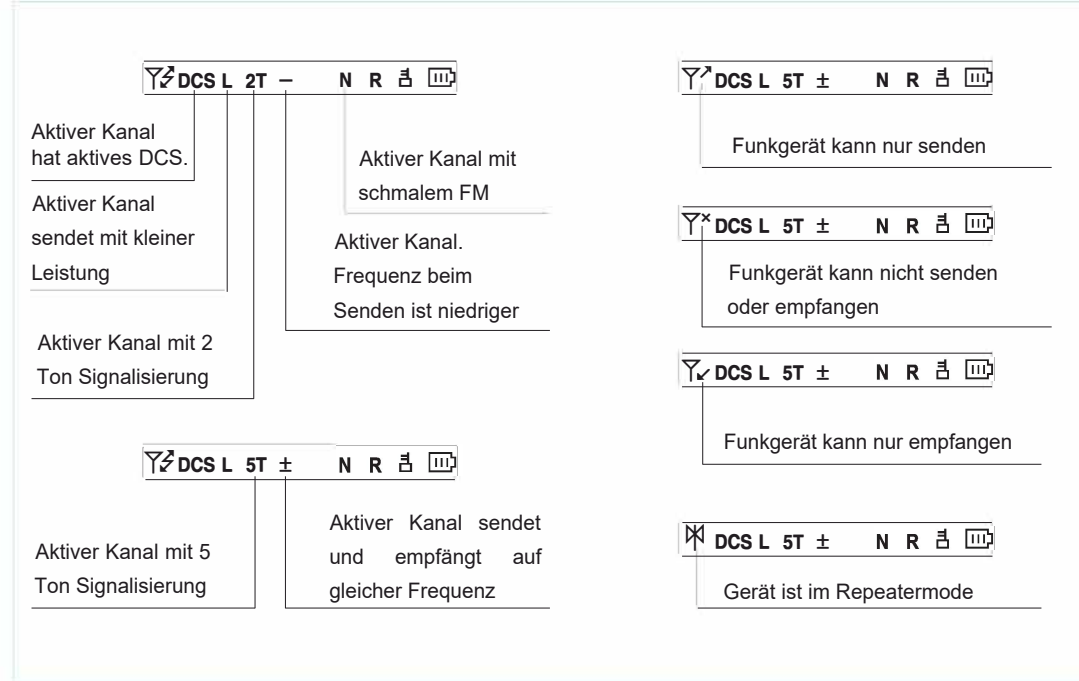 DCS L 2T – N R
Aktiver Kanal
hat aktives DCS.
Aktiver Kanal
sendet mit kleiner
Leistung
Aktiver Kanal mit 2
Ton Signalisierung
Aktiver Kanal mit
schmalem FM
Aktiver Kanal.
Frequenz beim
Senden ist niedriger
DCS L 5T ± N R
Aktiver Kanal mit 5
Ton Signalisierung
Aktiver Kanal sendet
und empfängt auf
gleicher Frequenz
DCS L 5T ± N R
Funkgerät kann nur senden
DCS L 5T ± N R
Funkgerät kann nicht senden
oder empfangen
DCS L 5T ± N R
Funkgerät kann nur empfangen
DCS L 5T ± N R
Gerät ist im Repeatermode